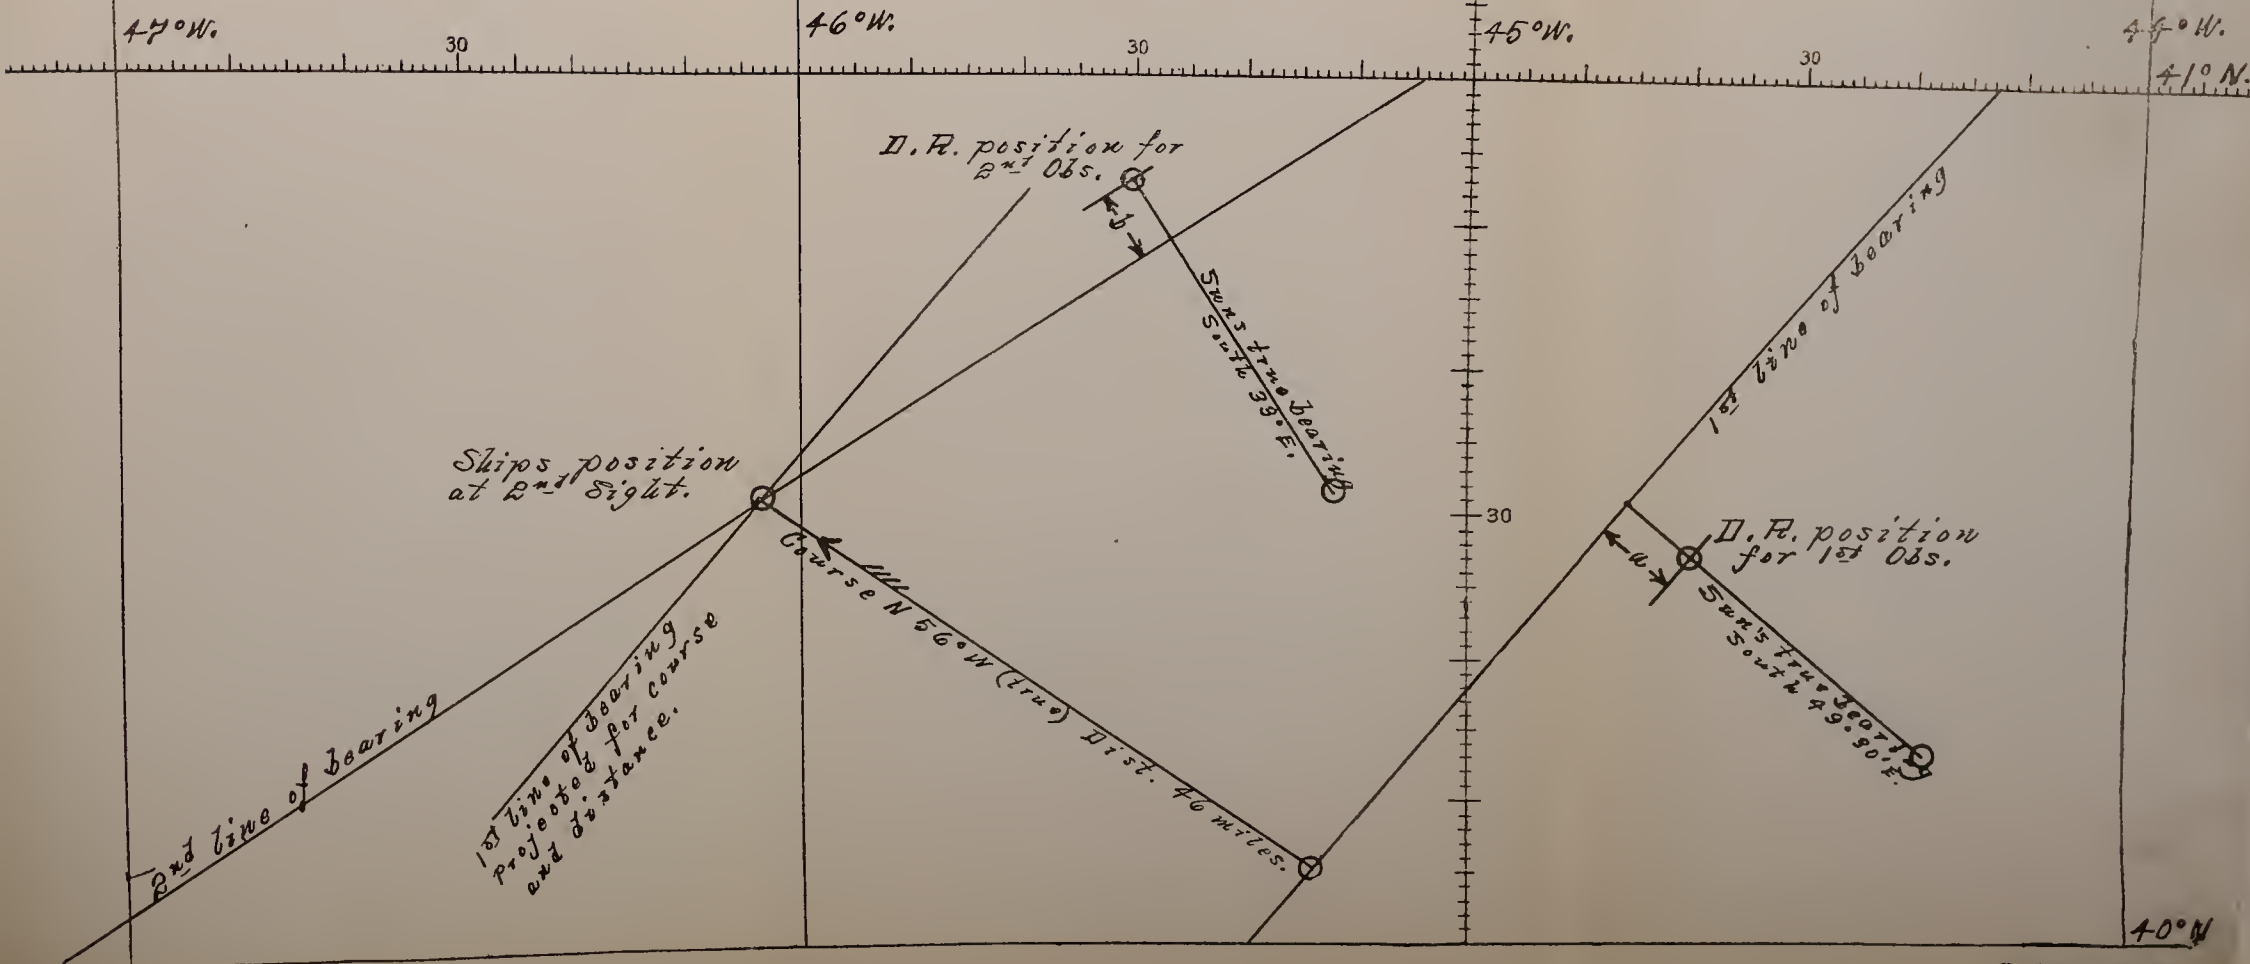 47°W.
30
46°W.
30
45°W.
30
44°W.
41° N.
D.R. position for
2nd Obs.
b
Suns true bearing
South 39° E.
1st line of bearing
Ships position
at 2nd Sight.
30
D.R. position
for 1st Obs.
a
Sun's true bearing
South 49° 90' E.
Course N 56° W (true) Dist. 46 miles.
1st line of bearing
projected for course
and distance.
2nd line of bearing
40° N